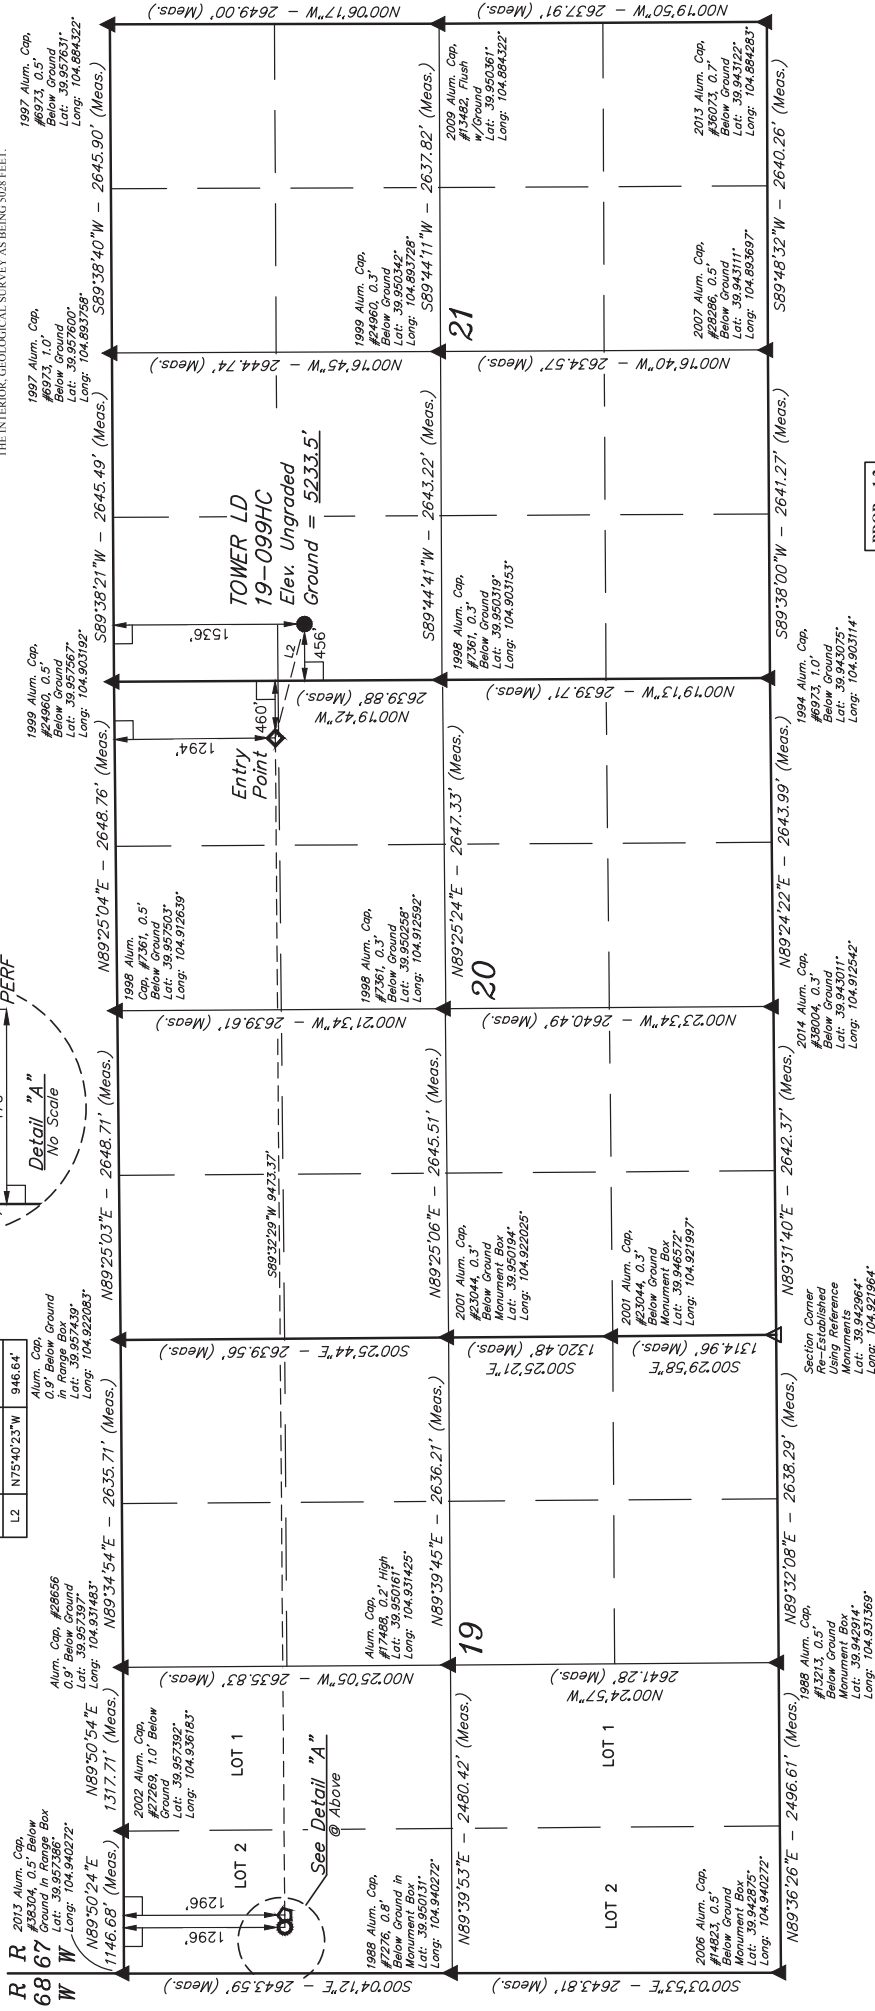 R R
68 67
W W
2013 Alum. Cap,
#38304, 0.5' Below
Ground in Range Box
Lat: 39.957386°
Long: 104.940272°
N89°50'24"E
1146.68' (Meas.)
N89°50'54"E
1317.71' (Meas.)
2002 Alum. Cap,
#27269, 1.0' Below
Ground
Lat: 39.957392°
Long: 104.936183°
Alum. Cap, #28656
0.9' Below Ground
Lat: 39.957397°
Long: 104.931483°
N89°34'54"E - 2635.71' (Meas.)
L2 N75°40'23"W 946.64'
Alum. Cap,
0.9' Below Ground
in Range Box
Lat: 39.957439°
Long: 104.922083°
N89°25'03"E - 2648.71' (Meas.)
Detail "A"
No Scale
PERF
1998 Alum.
Cap, #7361, 0.5'
Below Ground
Lat: 39.957503°
Long: 104.912639°
N89°25'04"E - 2648.76' (Meas.)
1999 Alum. Cap,
#24960, 0.5'
Below Ground
Lat: 39.957567°
Long: 104.903192°
S89°38'21"W - 2645.49' (Meas.)
1997 Alum. Cap,
#6973, 1.0'
Below Ground
Lat: 39.957600°
Long: 104.893758°
S89°38'40"W - 2645.90' (Meas.)
1997 Alum. Cap,
#6973, 0.5'
Below Ground
Lat: 39.957631°
Long: 104.884322°
THE INTERIOR, GEOLOGICAL SURVEY AS BEING 5028 FEET.
S00°04'12"E - 2643.59' (Meas.)
1296'
1296'
LOT 2
LOT 1
See Detail "A"
@ Above
N00°25'05"W - 2635.83' (Meas.)
S00°25'44"E - 2639.56' (Meas.)
S89°32'29"W 9473.37'
N00°21'34"W - 2639.61' (Meas.)
1294'
Entry
Point
460'
N00°19'42"W
2639.88' (Meas.)
L2
456'
1536'
TOWER LD
19-099HC
Elev. Ungraded
Ground = 5233.5'
N00°16'45"W - 2644.74' (Meas.)
N00°06'17"W - 2649.00' (Meas.)
1988 Alum. Cap,
#7276, 0.8'
Below Ground in
Monument Box
Lat: 39.950131°
Long: 104.940272°
N89°39'53"E - 2480.42' (Meas.)
Alum. Cap,
#17488, 0.2' High
Lat: 39.950161°
Long: 104.931425°
19
N89°39'45"E - 2636.21' (Meas.)
2001 Alum. Cap,
#23044, 0.3'
Below Ground
Monument Box
Lat: 39.950194°
Long: 104.922025°
N89°25'06"E - 2645.51' (Meas.)
1998 Alum. Cap,
#7361, 0.3'
Below Ground
Lat: 39.950258°
Long: 104.912592°
20
N89°25'24"E - 2647.33' (Meas.)
1998 Alum. Cap,
#7361, 0.3'
Below Ground
Lat: 39.950319°
Long: 104.903153°
S89°44'41"W - 2643.22' (Meas.)
1999 Alum. Cap,
#24960, 0.3'
Below Ground
Lat: 39.950342°
Long: 104.893728°
21
S89°44'11"W - 2637.82' (Meas.)
2009 Alum. Cap,
#13482, Flush
w/Ground
Lat: 39.950361°
Long: 104.884322°
S00°03'53"E - 2643.81' (Meas.)
LOT 2
LOT 1
N00°24'57"W
2641.28' (Meas.)
S00°25'21"E
1320.48' (Meas.)
2001 Alum. Cap,
#23044, 0.3'
Below Ground
Monument Box
Lat: 39.946572°
Long: 104.921997°
S00°29'58"E
1314.96' (Meas.)
N00°23'34"W - 2640.49' (Meas.)
N00°19'13"W - 2639.71' (Meas.)
N00°16'40"W - 2634.57' (Meas.)
N00°19'50"W - 2637.91' (Meas.)
2006 Alum. Cap,
#14823, 0.5'
Below Ground
Monument Box
Lat: 39.942875°
Long: 104.940272°
N89°36'26"E - 2496.61' (Meas.)
1988 Alum. Cap,
#13213, 0.5'
Below Ground
Monument Box
Lat: 39.942914°
Long: 104.931369°
N89°32'08"E - 2638.29' (Meas.)
Section Corner
Re-Established
Using Reference
Monuments
Lat: 39.942964°
Long: 104.921964°
N89°31'40"E - 2642.37' (Meas.)
2014 Alum. Cap,
#38004, 0.3'
Below Ground
Lat: 39.943011°
Long: 104.912542°
N89°24'22"E - 2643.99' (Meas.)
1994 Alum. Cap,
#6973, 1.0'
Below Ground
Lat: 39.943075°
Long: 104.903114°
S89°38'00"W - 2641.27' (Meas.)
2007 Alum. Cap,
#28286, 0.5'
Below Ground
Lat: 39.943111°
Long: 104.893697°
S89°48'32"W - 2640.26' (Meas.)
2013 Alum. Cap,
#36073, 0.7'
Below Ground
Lat: 39.943122°
Long: 104.884283°